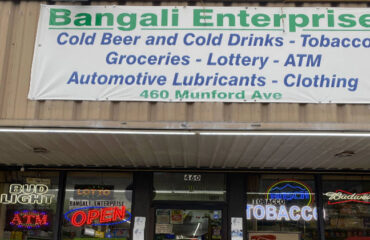 Bangali Enterprise
Cold Beer and Cold Drinks - Tobacco
Groceries - Lottery - ATM
Automotive Lubricants - Clothing
460 Munford Ave
460
BUD LIGHT
ATM
LOTTO
BANGALI ENTERPRISE
OPEN
TOBACCO
TOBACCO
Budweiser